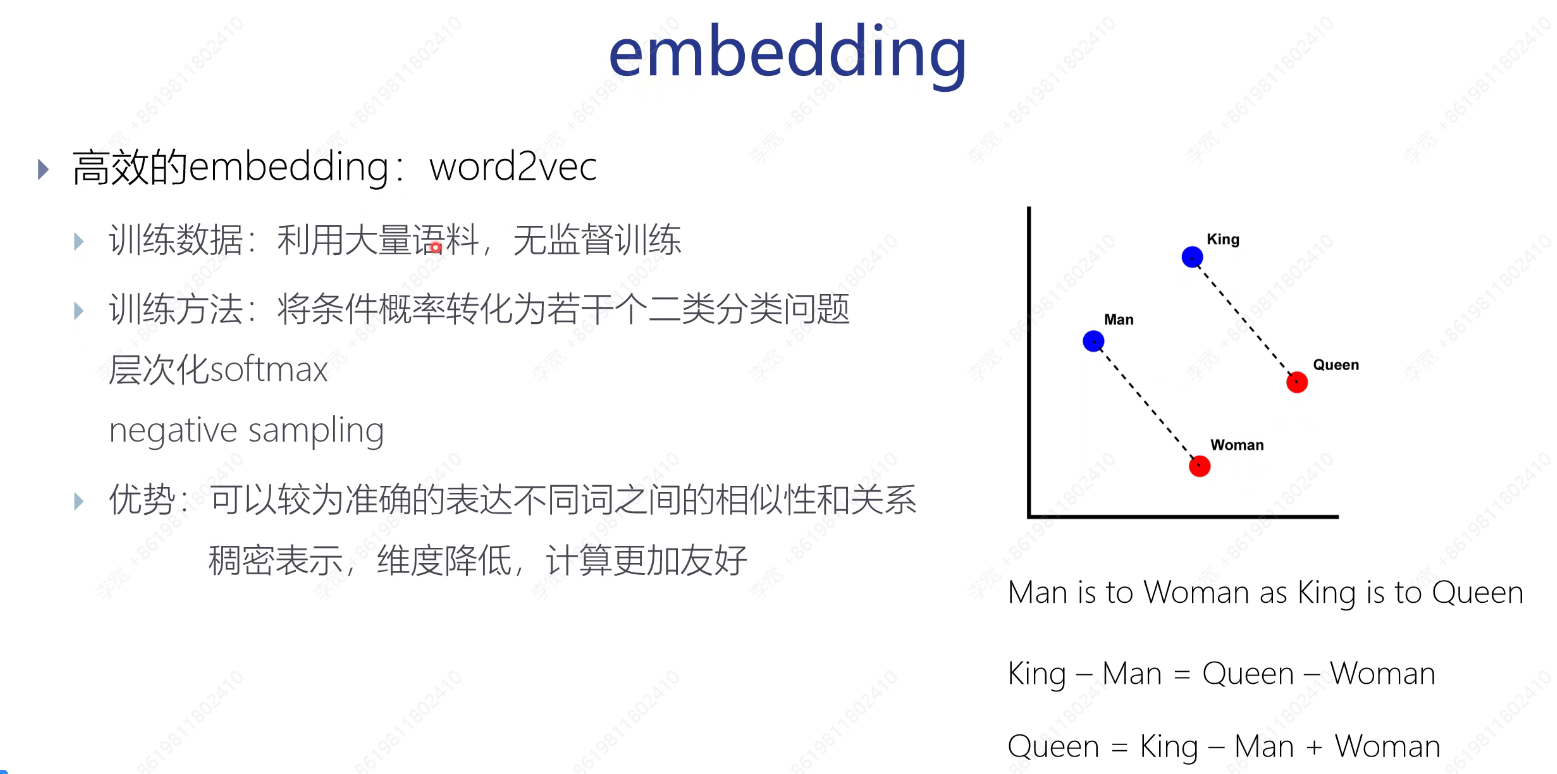 embedding
高效的embedding：word2vec
训练数据：利用大量语料，无监督训练
训练方法：将条件概率转化为若干个二类分类问题
层次化softmax
negative sampling
优势：可以较为准确的表达不同词之间的相似性和关系
稠密表示，维度降低，计算更加友好
King
Man
Queen
Woman
Man is to Woman as King is to Queen
King – Man = Queen – Woman
Queen = King – Man + Woman
李宽 +8619811802410